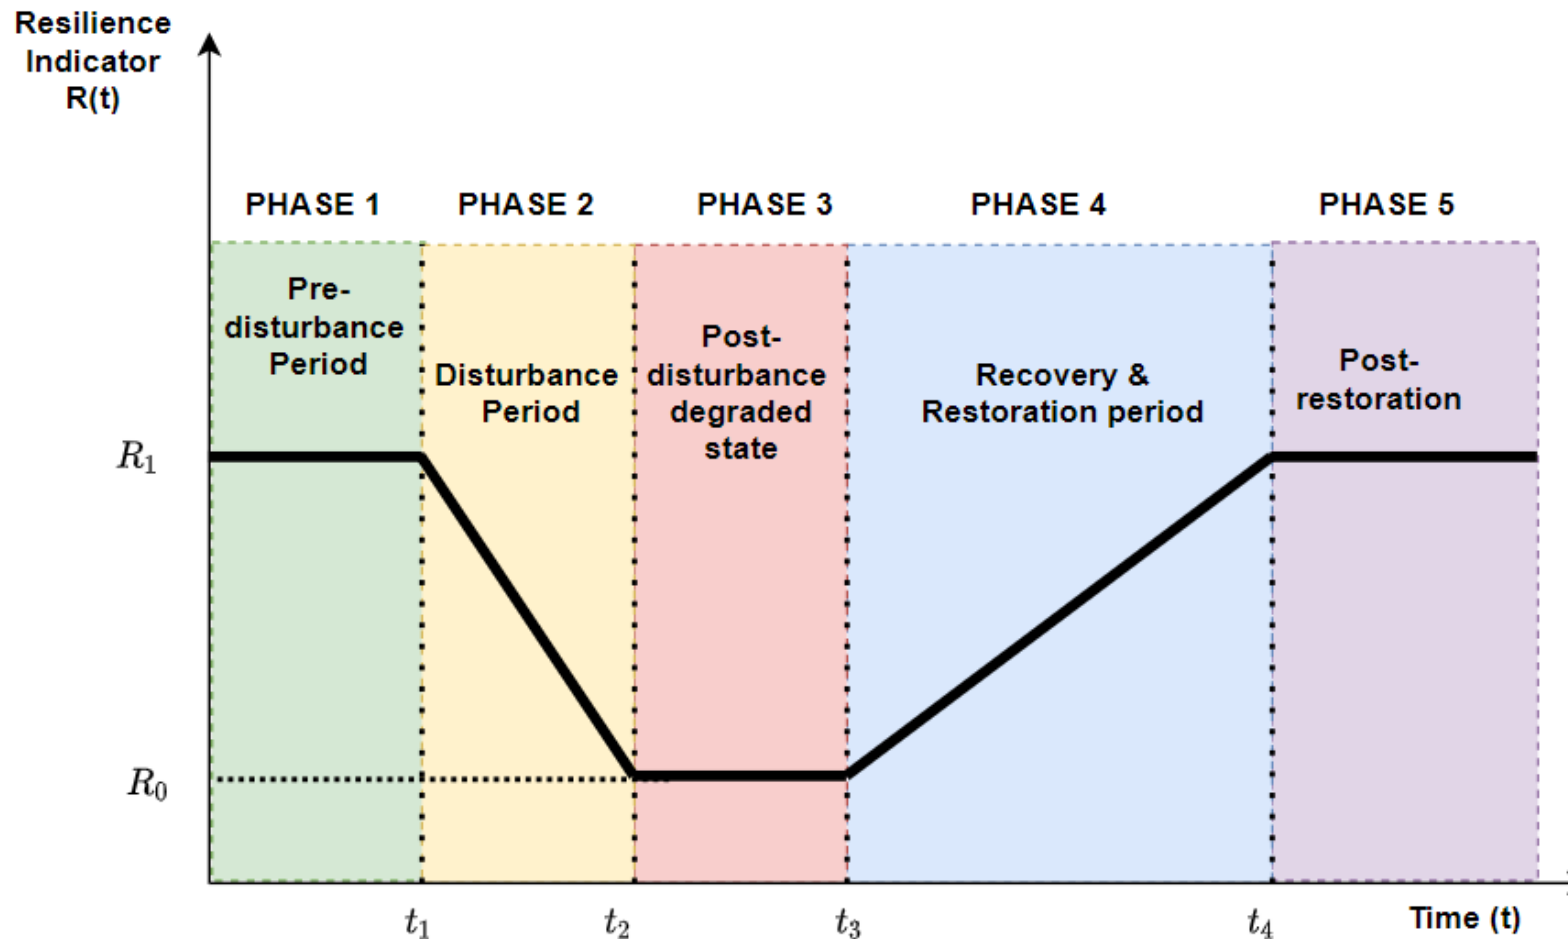 Resilience
Indicator
R(t)
PHASE 1
PHASE 2
PHASE 3
PHASE 4
PHASE 5
Pre-
disturbance
Period
Disturbance
Period
Post-
disturbance
degraded
state
Recovery &
Restoration period
Post-
restoration
R₁
R₀
t₁
t₂
t₃
t₄
Time (t)